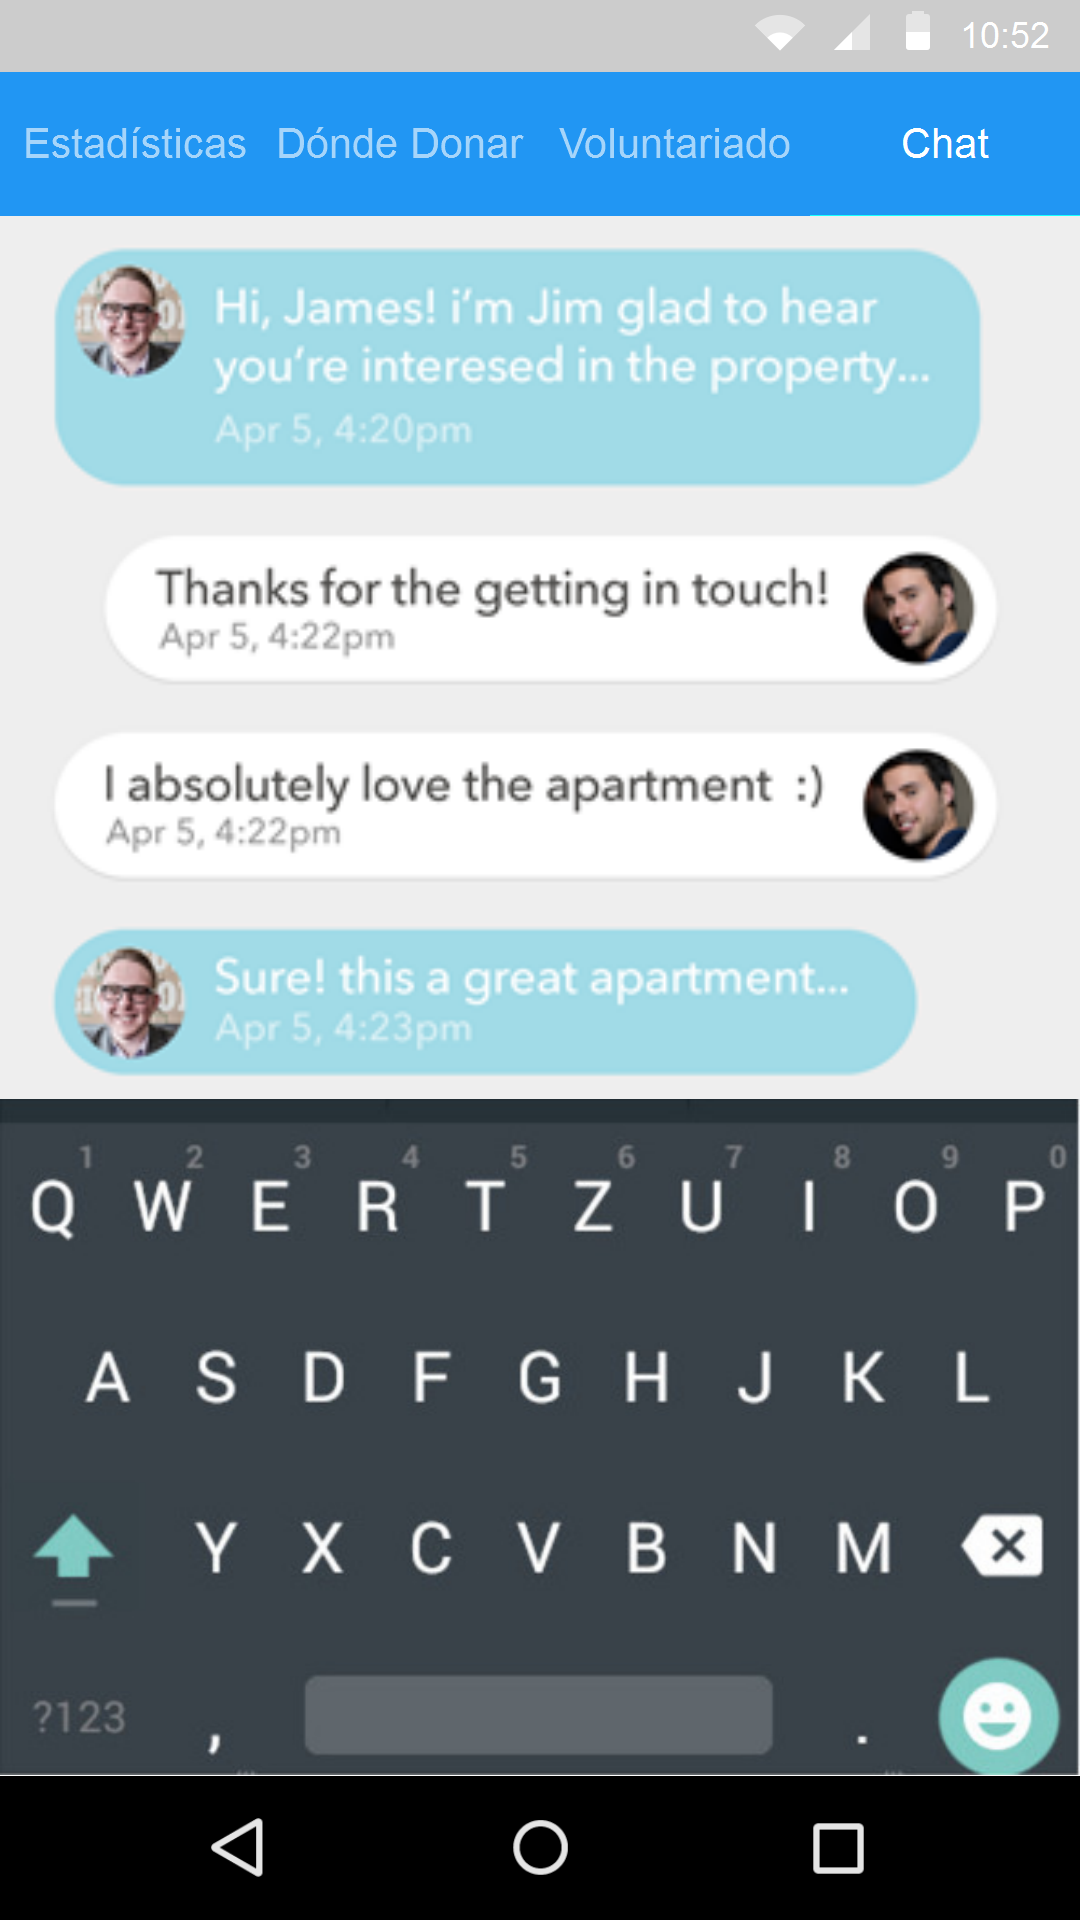 10:52
Estadísticas Dónde Donar Voluntariado Chat
Hi, James! i'm Jim glad to hear
you're interesed in the property...
Apr 5, 4:20pm
Thanks for the getting in touch!
Apr 5, 4:22pm
I absolutely love the apartment :)
Apr 5, 4:22pm
Sure! this a great apartment...
Apr 5, 4:23pm
1 2 3 4 5 6 7 8 9 0
Q W E R T Z U I O P
A S D F G H J K L
Y X C V B N M
?123 , .